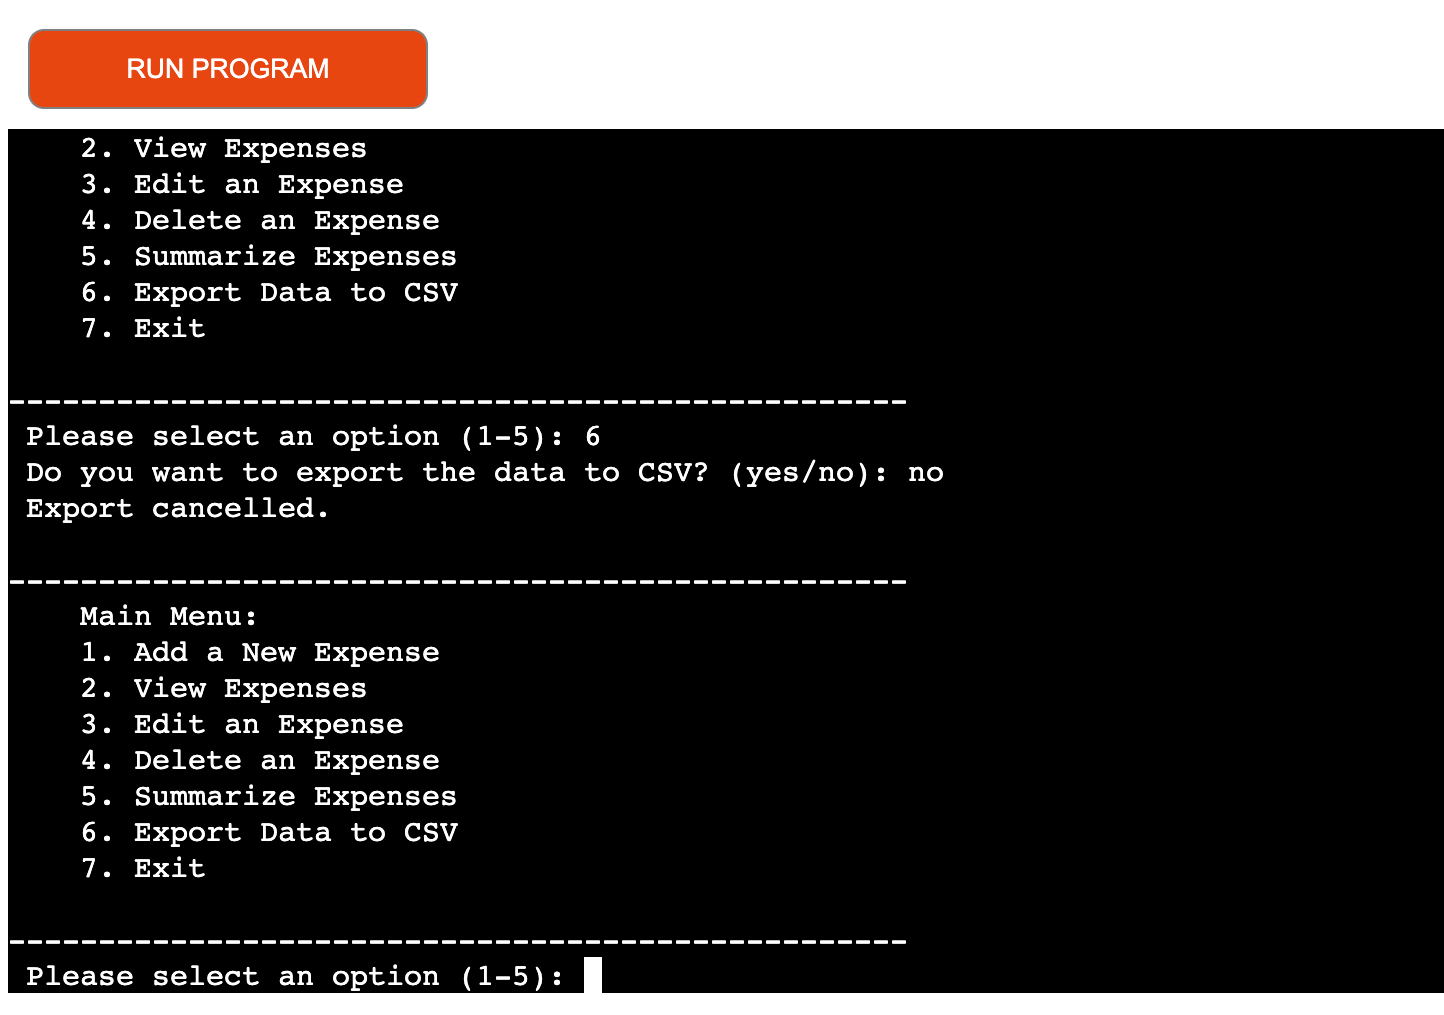 RUN PROGRAM
2. View Expenses
3. Edit an Expense
4. Delete an Expense
5. Summarize Expenses
6. Export Data to CSV
7. Exit
--------------------------------------------------
Please select an option (1-5): 6
Do you want to export the data to CSV? (yes/no): no
Export cancelled.
--------------------------------------------------
Main Menu:
1. Add a New Expense
2. View Expenses
3. Edit an Expense
4. Delete an Expense
5. Summarize Expenses
6. Export Data to CSV
7. Exit
--------------------------------------------------
Please select an option (1-5):